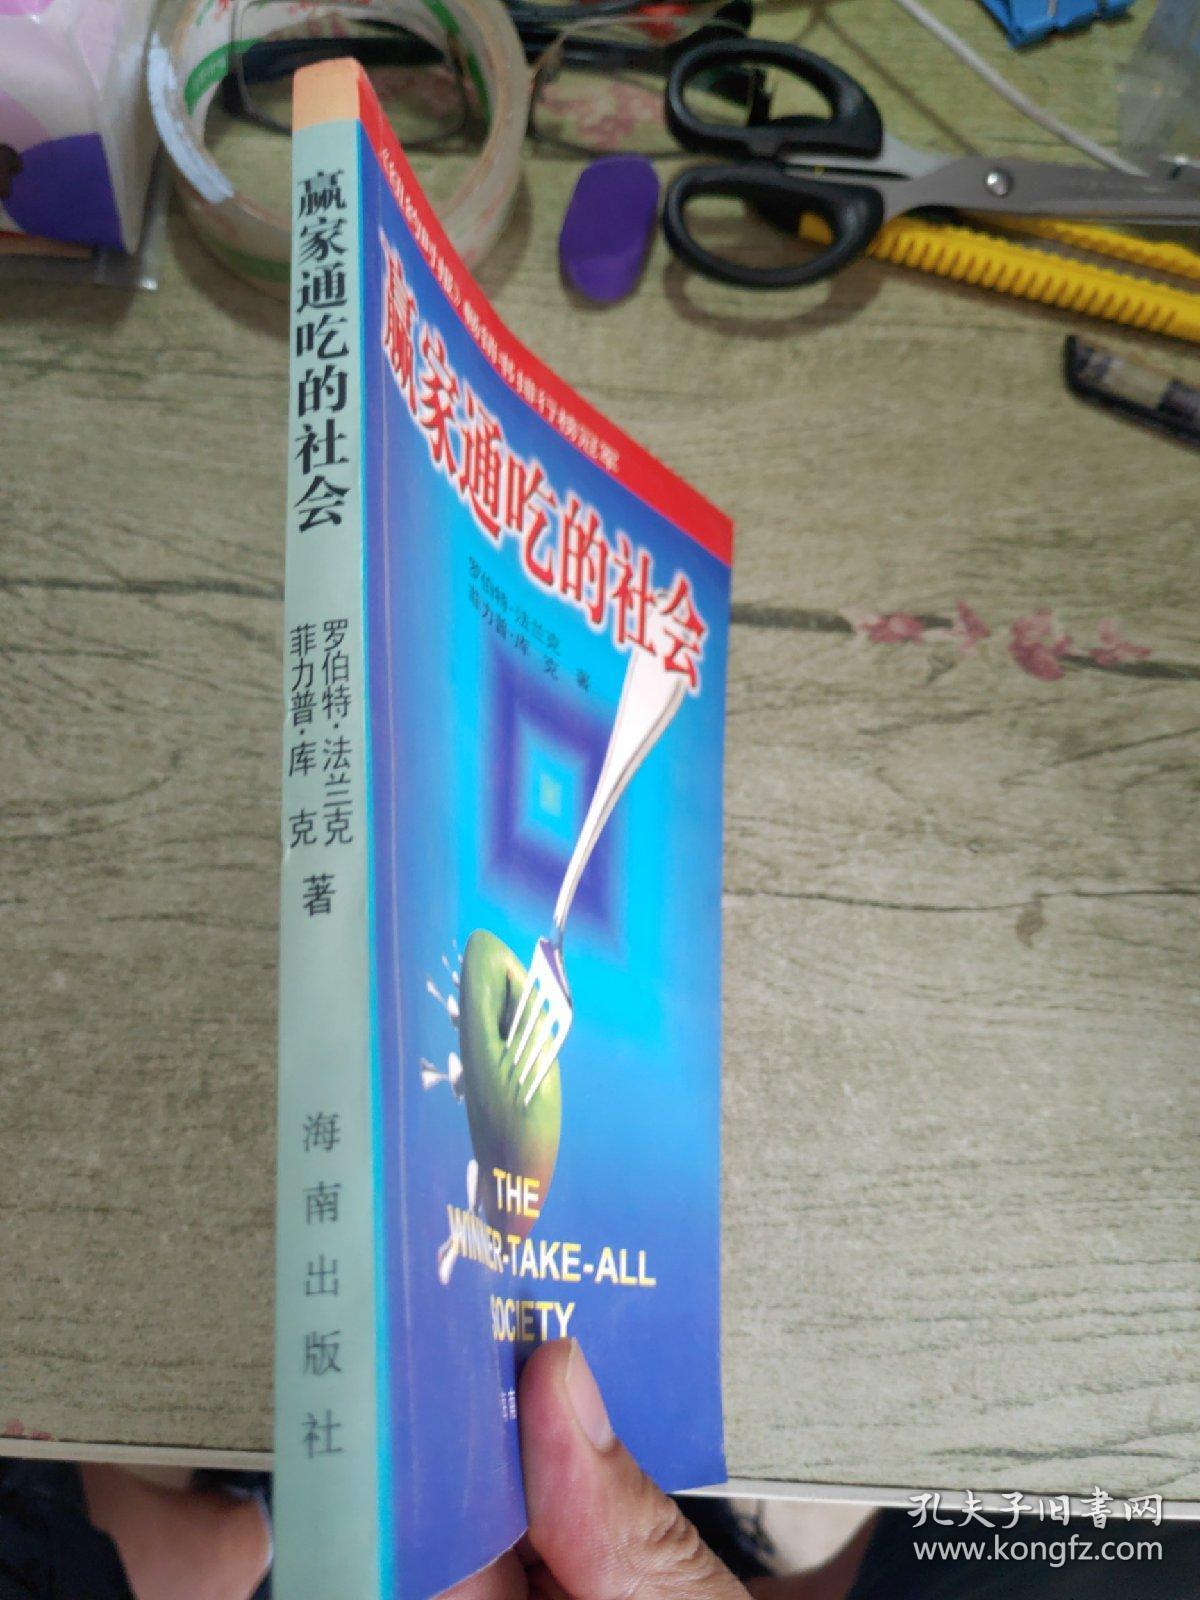 赢家通吃的社会
罗伯特·法兰克
菲力普·库 克
著
海南出版社
《纽约时报》畅销书排行榜冠军
赢家通吃的社会
罗伯特·法兰克
菲力普·库 克 著
THE
WINNER-TAKE-ALL
SOCIETY
孔夫子旧书网
www.kongfz.com